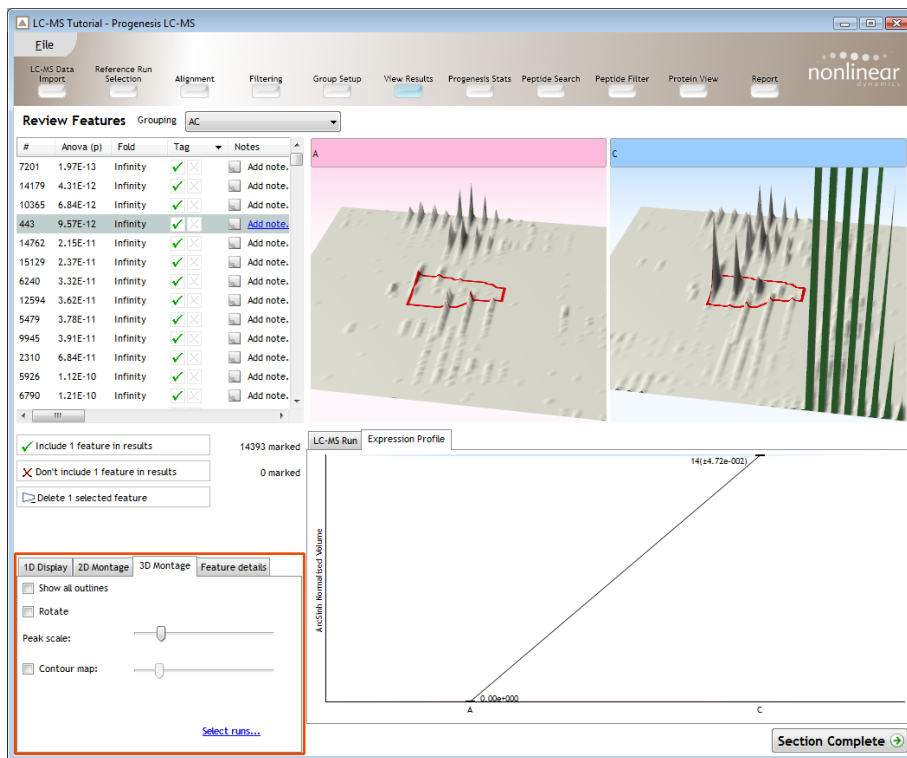 LC-MS Tutorial - Progenesis LC-MS
File
LC-MS Data Import
Reference Run Selection
Alignment
Filtering
Group Setup
View Results
Progenesis Stats
Peptide Search
Peptide Filter
Protein View
Report
nonlinear
dynamics
Review Features Grouping AC
# Anova (p) Fold Tag Notes
7201 1.97E-13 Infinity Add note.
14179 4.31E-12 Infinity Add note.
10365 6.84E-12 Infinity Add note.
443 9.57E-12 Infinity Add note.
14762 2.15E-11 Infinity Add note.
15129 2.37E-11 Infinity Add note.
6240 3.32E-11 Infinity Add note.
12594 3.62E-11 Infinity Add note.
5479 3.78E-11 Infinity Add note.
9945 3.91E-11 Infinity Add note.
2310 6.84E-11 Infinity Add note.
5926 1.12E-10 Infinity Add note.
6790 1.21E-10 Infinity Add note.
A
C
Include 1 feature in results 14393 marked
Don't include 1 feature in results 0 marked
Delete 1 selected feature
LC-MS Run Expression Profile
14(±4.72e-002)
ArcSinh Normalised Volume
0.00e+000
A C
1D Display 2D Montage 3D Montage Feature details
Show all outlines
Rotate
Peak scale:
Contour map:
Select runs...
Section Complete